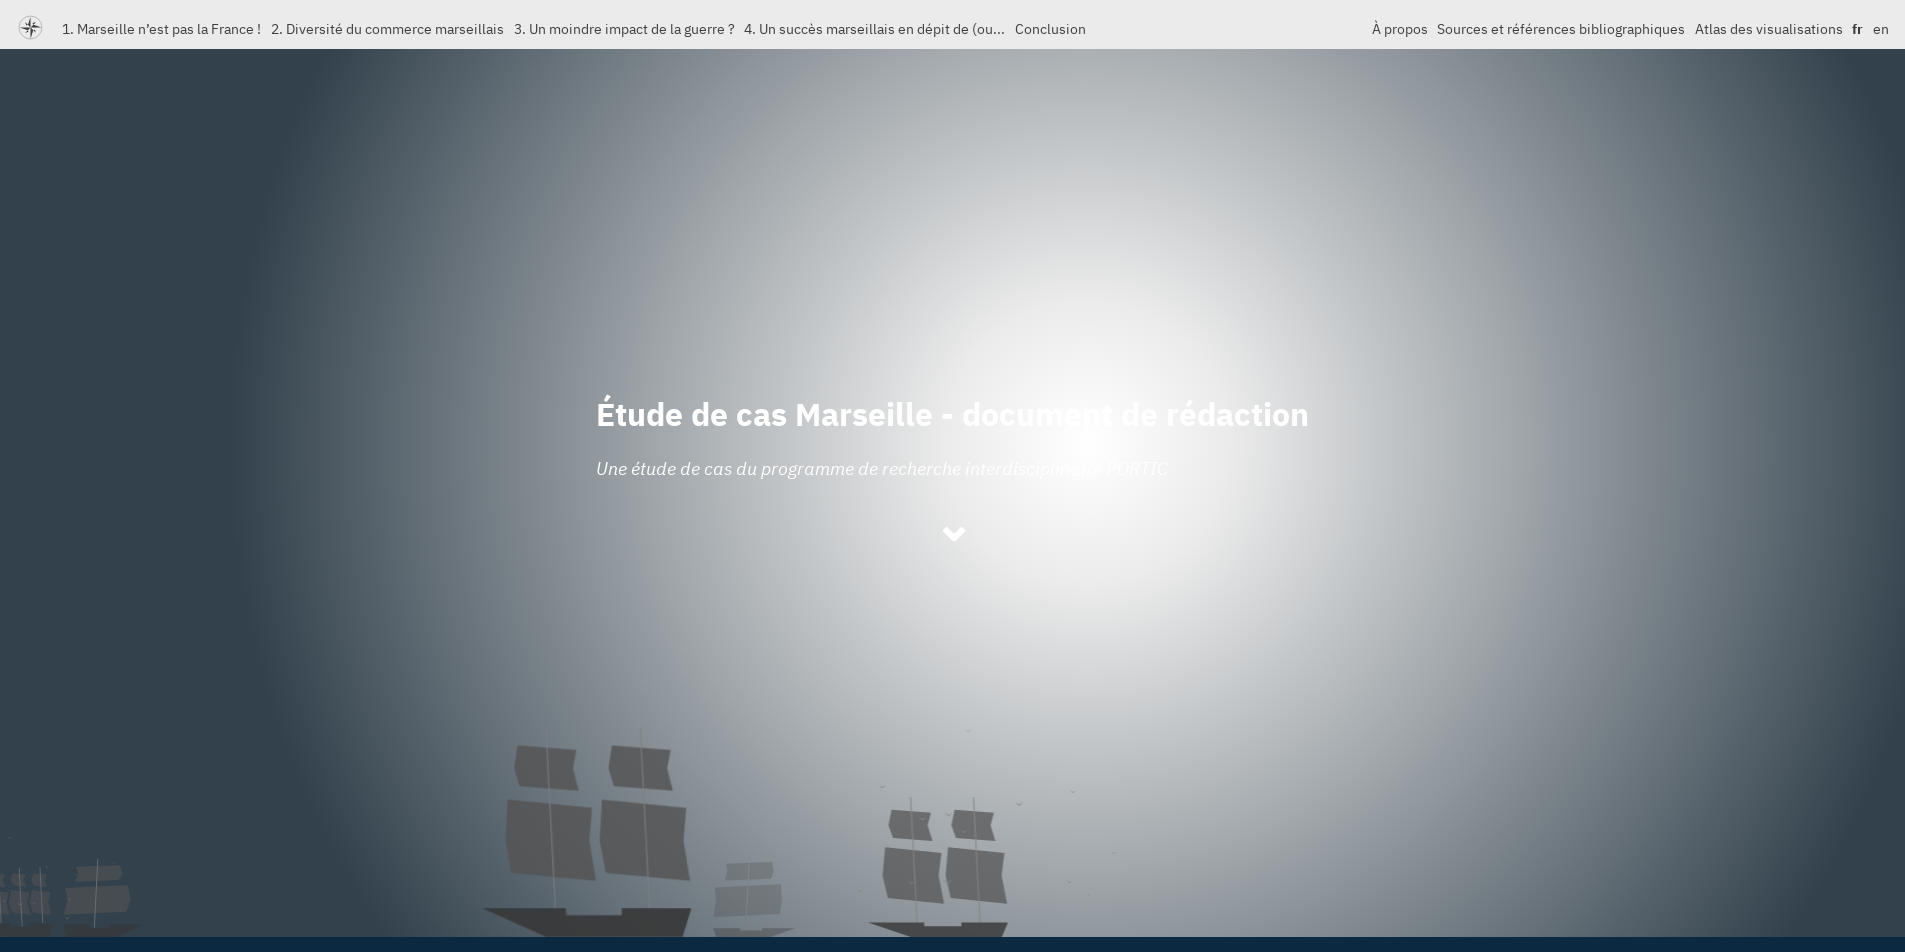 1. Marseille n’est pas la France !
2. Diversité du commerce marseillais
3. Un moindre impact de la guerre ?
4. Un succès marseillais en dépit de (ou...
Conclusion
À propos
Sources et références bibliographiques
Atlas des visualisations
fr
en
Étude de cas Marseille - document de rédaction
Une étude de cas du programme de recherche interdisciplinaire PORTIC